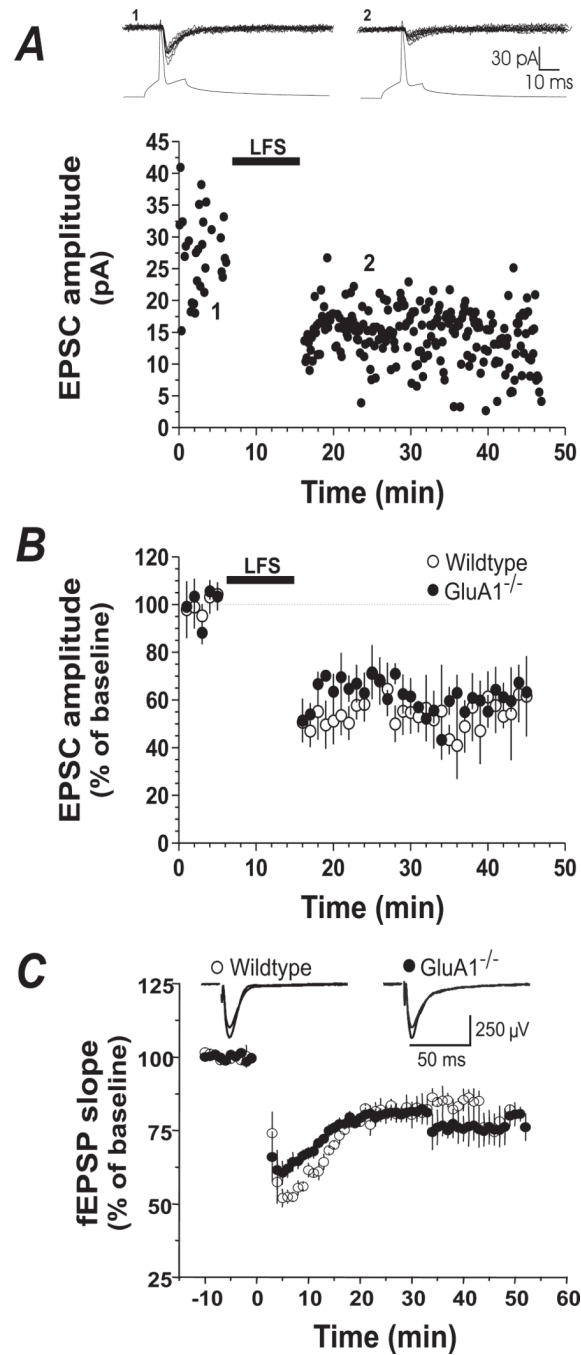 A
1
2
30 pA
10 ms
LFS
EPSC amplitude
(pA)
45
40
35
30
25
20
15
10
5
0
1
2
0 10 20 30 40 50
Time (min)
B
LFS
Wildtype
GluA1-/-
EPSC amplitude
(% of baseline)
120
100
80
60
40
20
0
0 10 20 30 40 50
Time (min)
C
Wildtype
GluA1-/-
250 µV
50 ms
fEPSP slope
(% of baseline)
125
100
75
50
25
-10 0 10 20 30 40 50 60
Time (min)